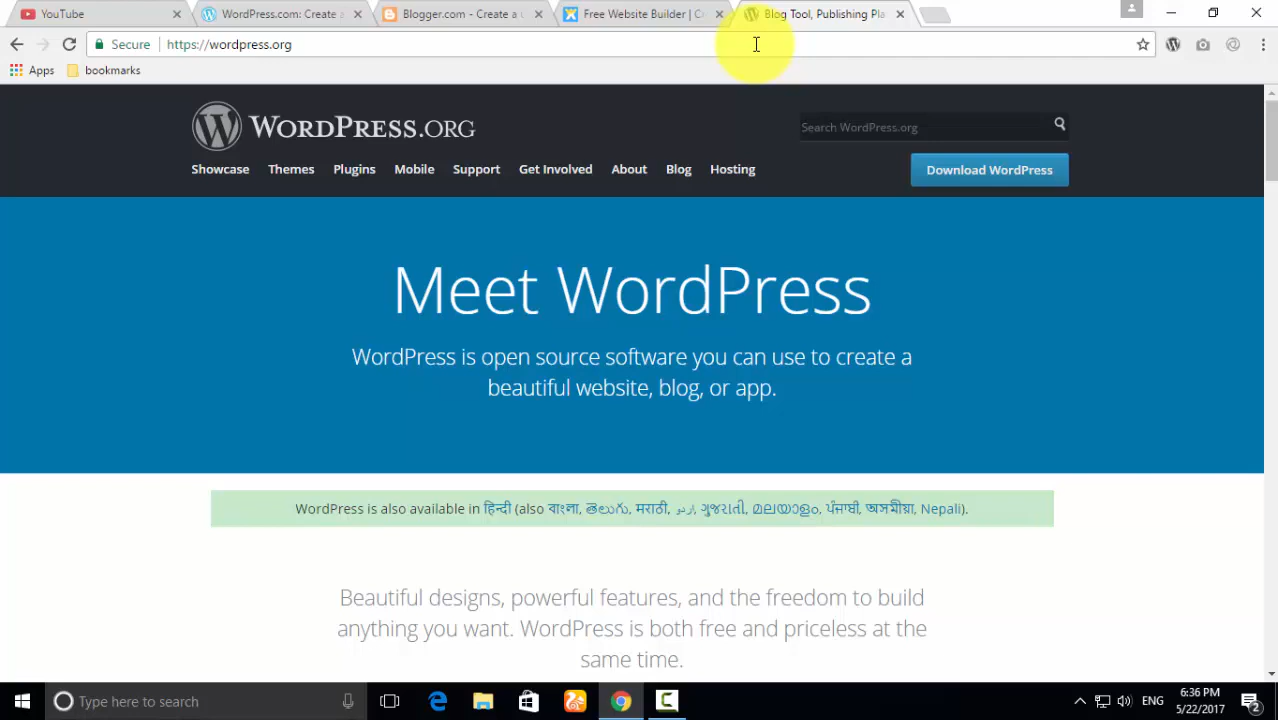 YouTube
WordPress.com: Create a
Blogger.com - Create a u
Free Website Builder | C
Blog Tool, Publishing Pla
Secure
https://wordpress.org
Apps
bookmarks
WORDPRESS.ORG
Search WordPress.org
Showcase Themes Plugins Mobile Support Get Involved About Blog Hosting
Download WordPress
Meet WordPress
WordPress is open source software you can use to create a
beautiful website, blog, or app.
WordPress is also available in हिन्दी (also বাংলা, తెలుగు, मराठी, اردو, ગુજરાતી, മലയാളം, ਪੰਜਾਬੀ, অসমীয়া, Nepali).
Beautiful designs, powerful features, and the freedom to build
anything you want. WordPress is both free and priceless at the
same time.
Type here to search
ENG
6:36 PM
5/22/2017
2